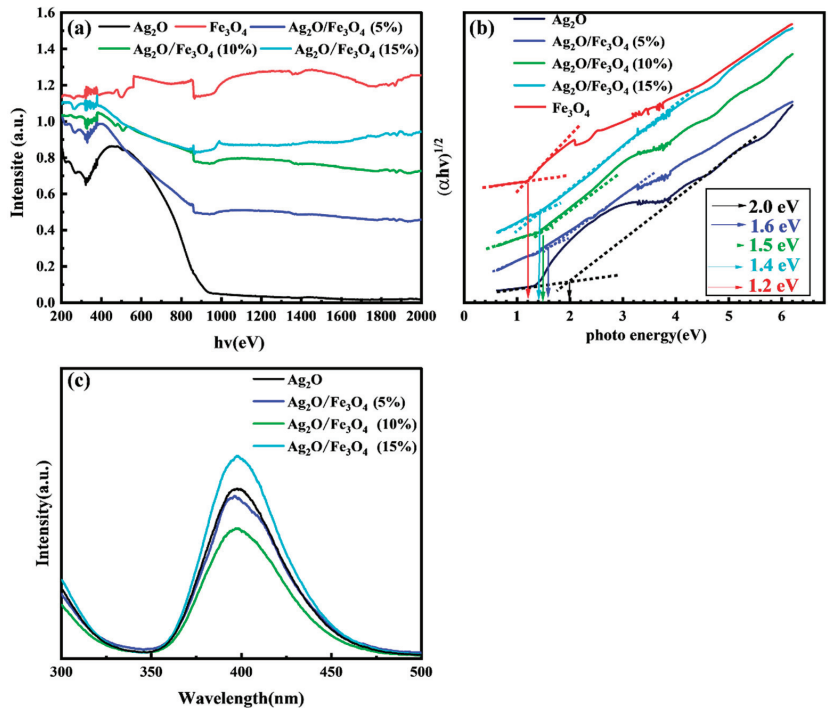 (a)
Ag₂O Fe₃O₄ Ag₂O/Fe₃O₄ (5%)
Ag₂O/Fe₃O₄ (10%) Ag₂O/Fe₃O₄ (15%)
Intensite (a.u.)
1.6
1.4
1.2
1.0
0.8
0.6
0.4
0.2
0.0
200 400 600 800 1000 1200 1400 1600 1800 2000
hv(eV)
(b)
Ag₂O
Ag₂O/Fe₃O₄ (5%)
Ag₂O/Fe₃O₄ (10%)
Ag₂O/Fe₃O₄ (15%)
Fe₃O₄
(αhv)^1/2
2.0 eV
1.6 eV
1.5 eV
1.4 eV
1.2 eV
0 1 2 3 4 5 6
photo energy(eV)
(c)
Ag₂O
Ag₂O/Fe₃O₄ (5%)
Ag₂O/Fe₃O₄ (10%)
Ag₂O/Fe₃O₄ (15%)
Intensity(a.u.)
300 350 400 450 500
Wavelength(nm)